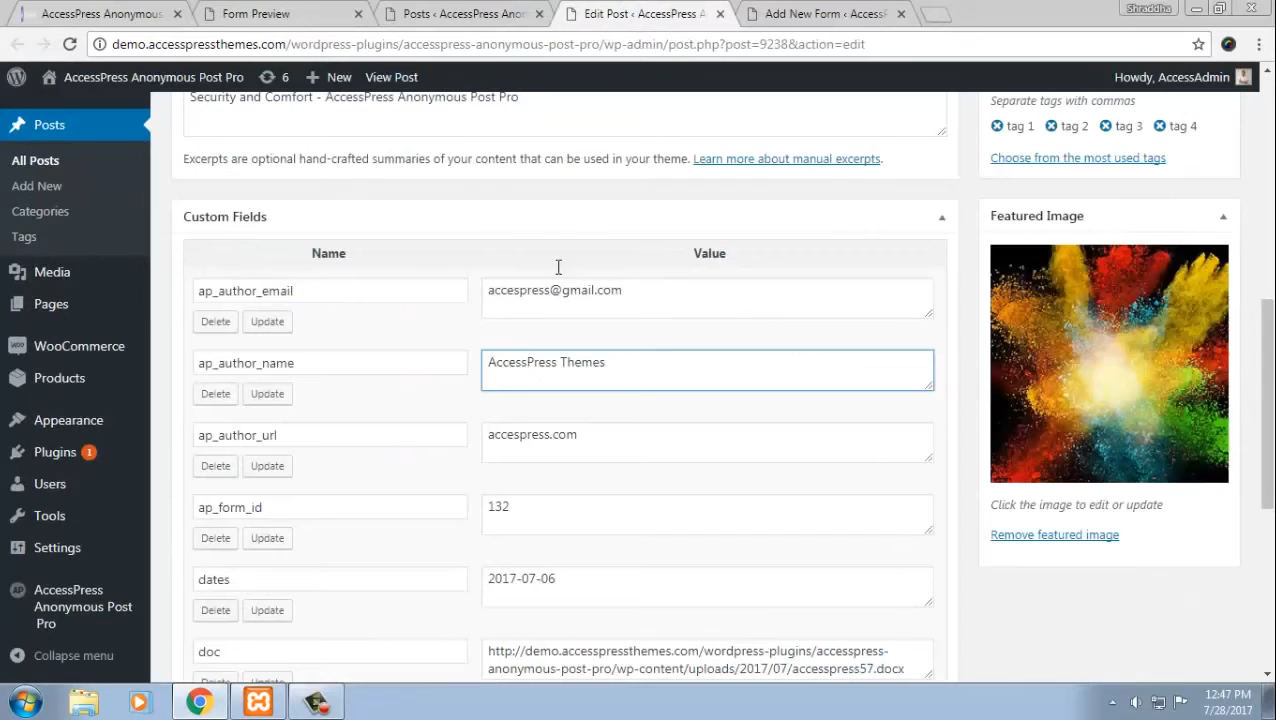 AccessPress Anonymous
Form Preview
Posts ‹ AccessPress Anon
Edit Post ‹ AccessPress A
Add New Form ‹ AccessP
Shraddha
demo.accesspressthemes.com/wordpress-plugins/accesspress-anonymous-post-pro/wp-admin/post.php?post=9238&action=edit
AccessPress Anonymous Post Pro
6
New
View Post
Howdy, AccessAdmin
Posts
All Posts
Add New
Categories
Tags
Media
Pages
WooCommerce
Products
Appearance
Plugins 1
Users
Tools
Settings
AccessPress
Anonymous Post
Pro
Collapse menu
Security and Comfort - AccessPress Anonymous Post Pro
Excerpts are optional hand-crafted summaries of your content that can be used in your theme. Learn more about manual excerpts.
Custom Fields
Name
Value
ap_author_email
accespress@gmail.com
Delete
Update
ap_author_name
AccessPress Themes
Delete
Update
ap_author_url
accespress.com
Delete
Update
ap_form_id
132
Delete
Update
dates
2017-07-06
Delete
Update
doc
http://demo.accesspressthemes.com/wordpress-plugins/accesspress-
anonymous-post-pro/wp-content/uploads/2017/07/accesspress57.docx
Delete
Update
Separate tags with commas
tag 1
tag 2
tag 3
tag 4
Choose from the most used tags
Featured Image
Click the image to edit or update
Remove featured image
12:47 PM
7/28/2017